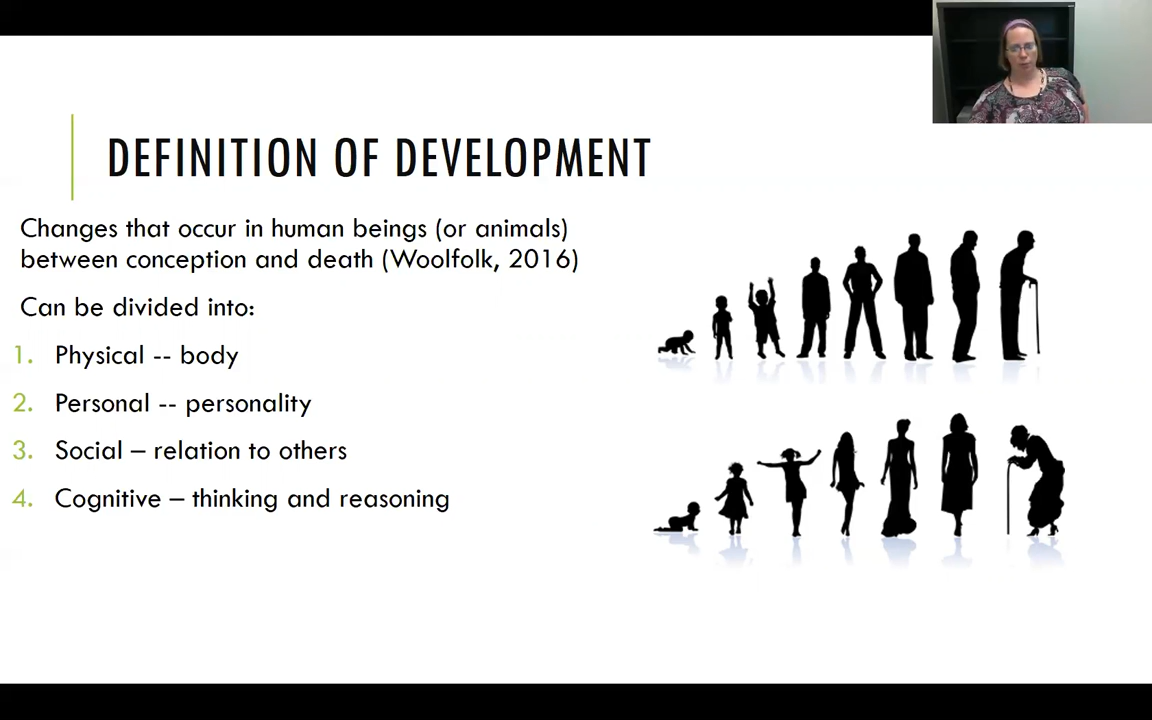 DEFINITION OF DEVELOPMENT
Changes that occur in human beings (or animals)
between conception and death (Woolfolk, 2016)
Can be divided into:
1. Physical -- body
2. Personal -- personality
3. Social – relation to others
4. Cognitive – thinking and reasoning